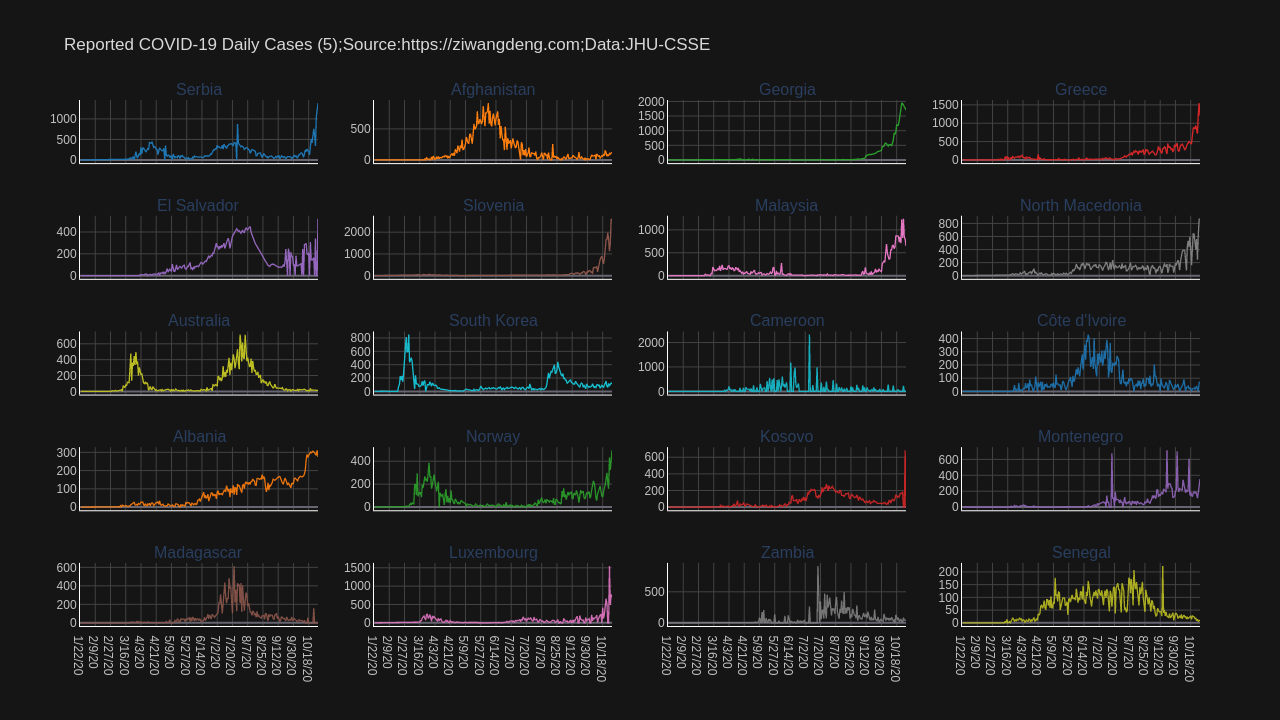 Reported COVID-19 Daily Cases (5);Source:https://ziwangdeng.com;Data:JHU-CSSE
Serbia Afghanistan Georgia Greece
1000 500 0
500 0
2000 1500 1000 500 0
1500 1000 500 0
El Salvador Slovenia Malaysia North Macedonia
400 200 0
2000 1000 0
1000 500 0
800 600 400 200 0
Australia South Korea Cameroon Côte d'Ivoire
600 400 200 0
800 600 400 200 0
2000 1000 0
400 300 200 100 0
Albania Norway Kosovo Montenegro
300 200 100 0
400 200 0
600 400 200 0
600 400 200 0
Madagascar Luxembourg Zambia Senegal
600 400 200 0
1500 1000 500 0
500 0
200 150 100 50 0
1/22/20 2/9/20 2/27/20 3/16/20 4/3/20 4/21/20 5/9/20 5/27/20 6/14/20 7/2/20 7/20/20 8/7/20 8/25/20 9/12/20 9/30/20 10/18/20
1/22/20 2/9/20 2/27/20 3/16/20 4/3/20 4/21/20 5/9/20 5/27/20 6/14/20 7/2/20 7/20/20 8/7/20 8/25/20 9/12/20 9/30/20 10/18/20
1/22/20 2/9/20 2/27/20 3/16/20 4/3/20 4/21/20 5/9/20 5/27/20 6/14/20 7/2/20 7/20/20 8/7/20 8/25/20 9/12/20 9/30/20 10/18/20
1/22/20 2/9/20 2/27/20 3/16/20 4/3/20 4/21/20 5/9/20 5/27/20 6/14/20 7/2/20 7/20/20 8/7/20 8/25/20 9/12/20 9/30/20 10/18/20